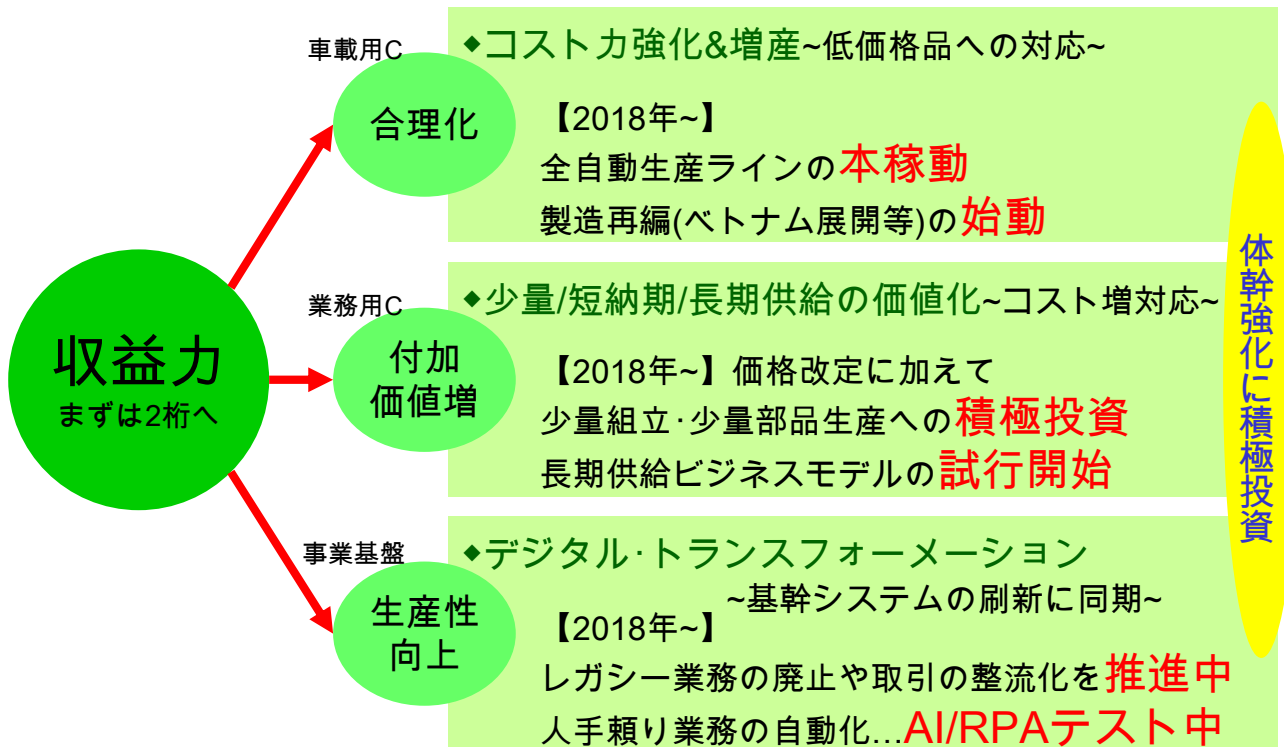 収益力
まずは2桁へ
車載用C
合理化
◆コスト力強化&増産~低価格品への対応~
【2018年~】
全自動生産ラインの本稼動
製造再編(ベトナム展開等)の始動
業務用C
付加
価値増
◆少量/短納期/長期供給の価値化~コスト増対応~
【2018年~】価格改定に加えて
少量組立･少量部品生産への積極投資
長期供給ビジネスモデルの試行開始
事業基盤
生産性
向上
◆デジタル･トランスフォーメーション
~基幹システムの刷新に同期~
【2018年~】
レガシー業務の廃止や取引の整流化を推進中
人手頼り業務の自動化…AI/RPAテスト中
体幹強化に積極投資